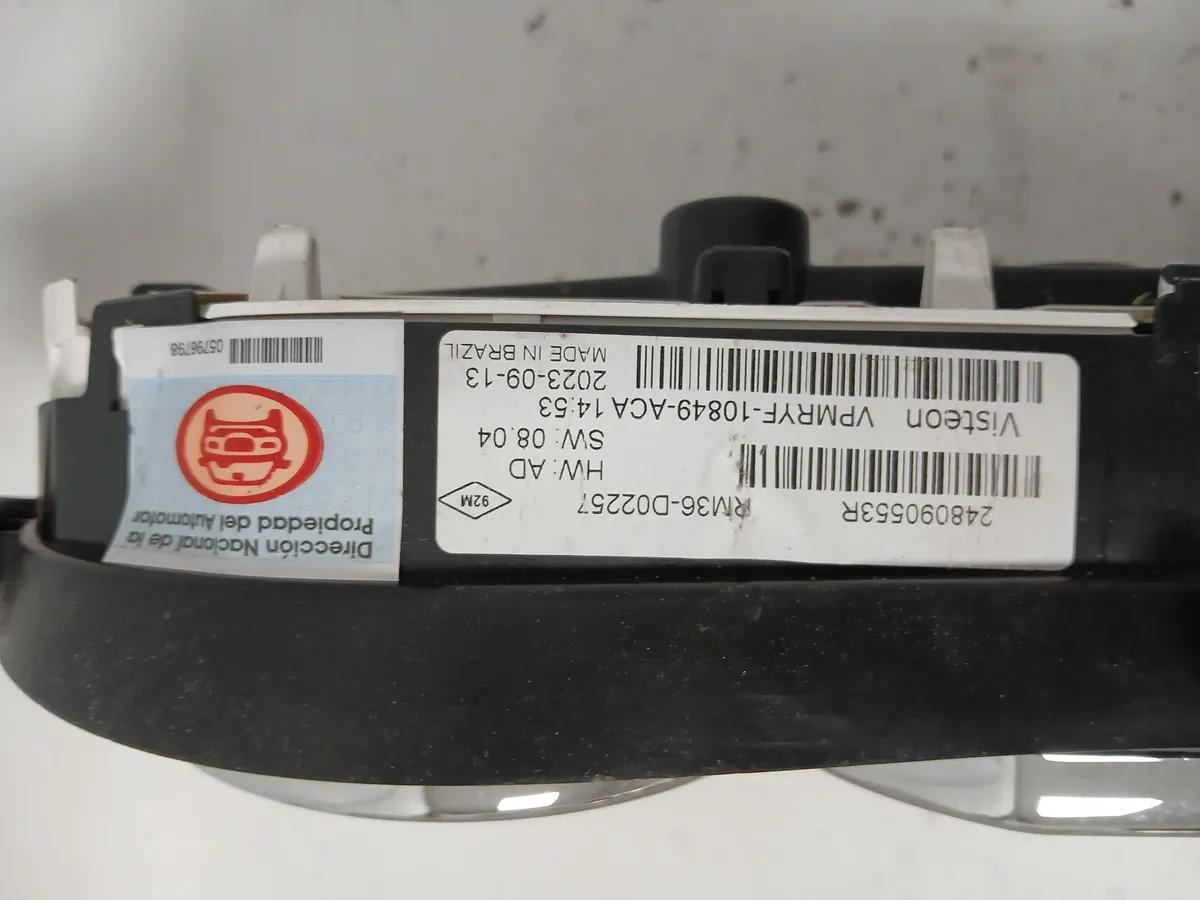 248090553R RM36-D02257
92M
HW: AD
SW: 08.04
Visteon VPMRYF-10849-ACA 14:53
2023-09-13
MADE IN BRAZIL
Dirección Nacional de la
Propiedad del Automotor
05796798